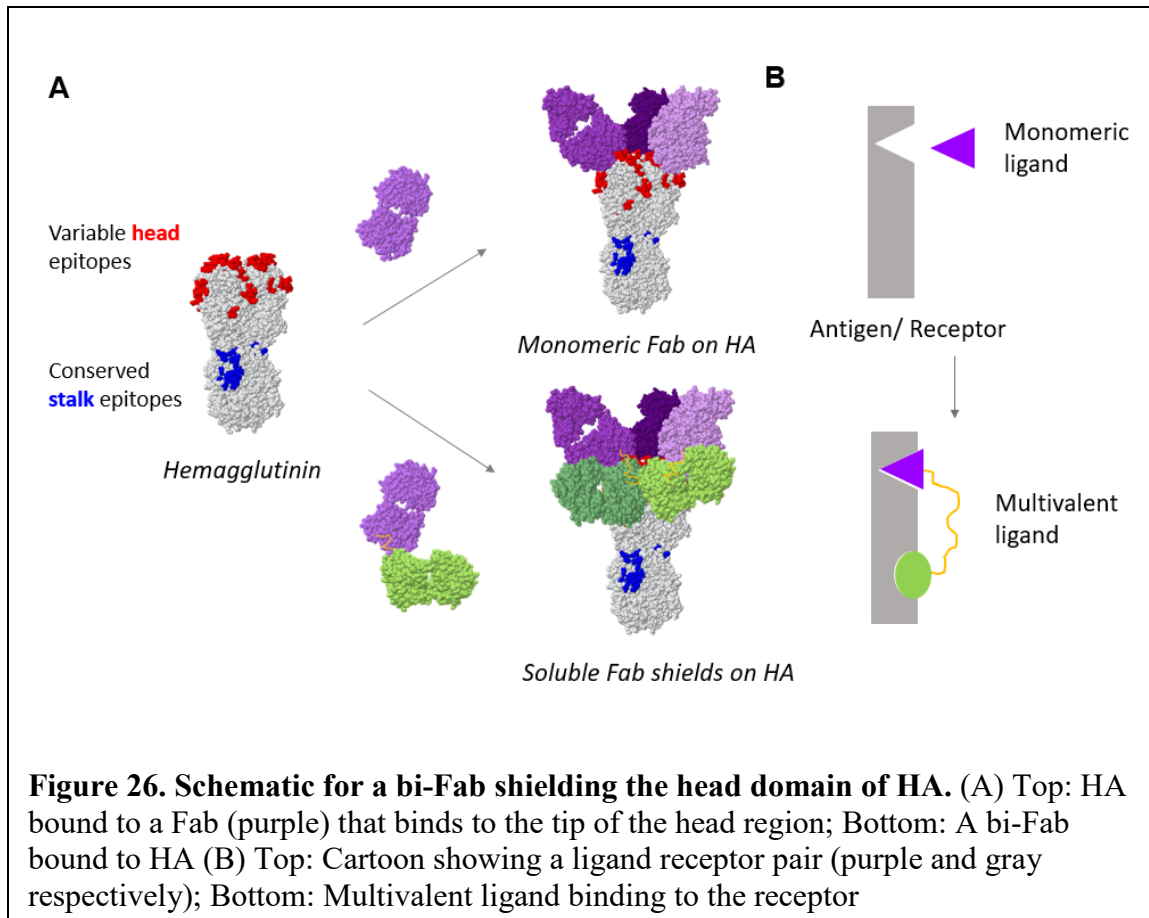 A
Variable head
epitopes
Conserved
stalk epitopes
Hemagglutinin
Monomeric Fab on HA
Soluble Fab shields on HA
B
Monomeric
ligand
Antigen/ Receptor
Multivalent
ligand
Figure 26. Schematic for a bi-Fab shielding the head domain of HA. (A) Top: HA
bound to a Fab (purple) that binds to the tip of the head region; Bottom: A bi-Fab
bound to HA (B) Top: Cartoon showing a ligand receptor pair (purple and gray
respectively); Bottom: Multivalent ligand binding to the receptor